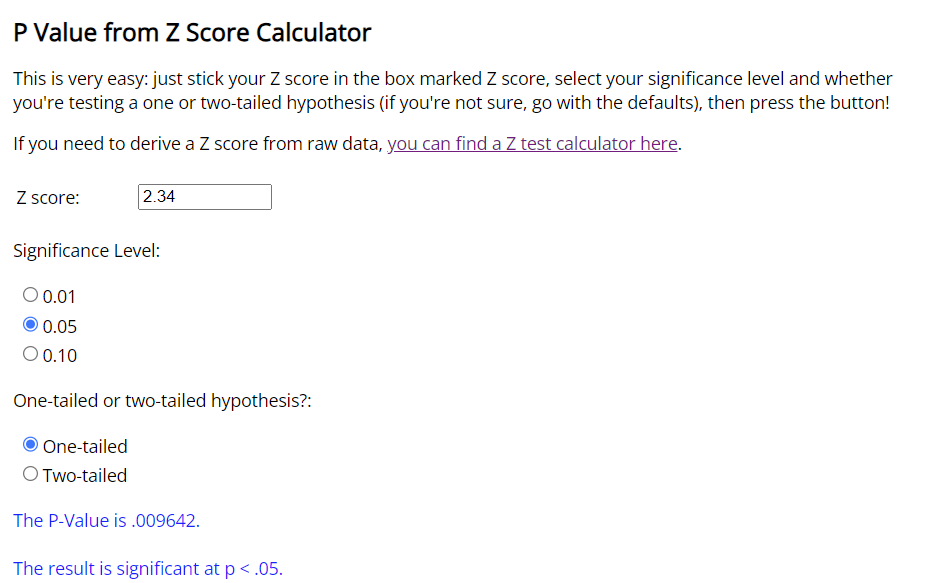 P Value from Z Score Calculator
This is very easy: just stick your Z score in the box marked Z score, select your significance level and whether
you're testing a one or two-tailed hypothesis (if you're not sure, go with the defaults), then press the button!
If you need to derive a Z score from raw data, you can find a Z test calculator here.
Z score: 2.34
Significance Level:
0.01
0.05
0.10
One-tailed or two-tailed hypothesis?:
One-tailed
Two-tailed
The P-Value is .009642.
The result is significant at p < .05.